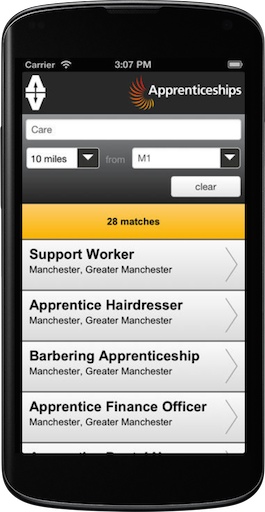 Carrier 3:07 PM
Apprenticeships
Care
10 miles from M1
clear
28 matches
Support Worker
Manchester, Greater Manchester
Apprentice Hairdresser
Manchester, Greater Manchester
Barbering Apprenticeship
Manchester, Greater Manchester
Apprentice Finance Officer
Manchester, Greater Manchester